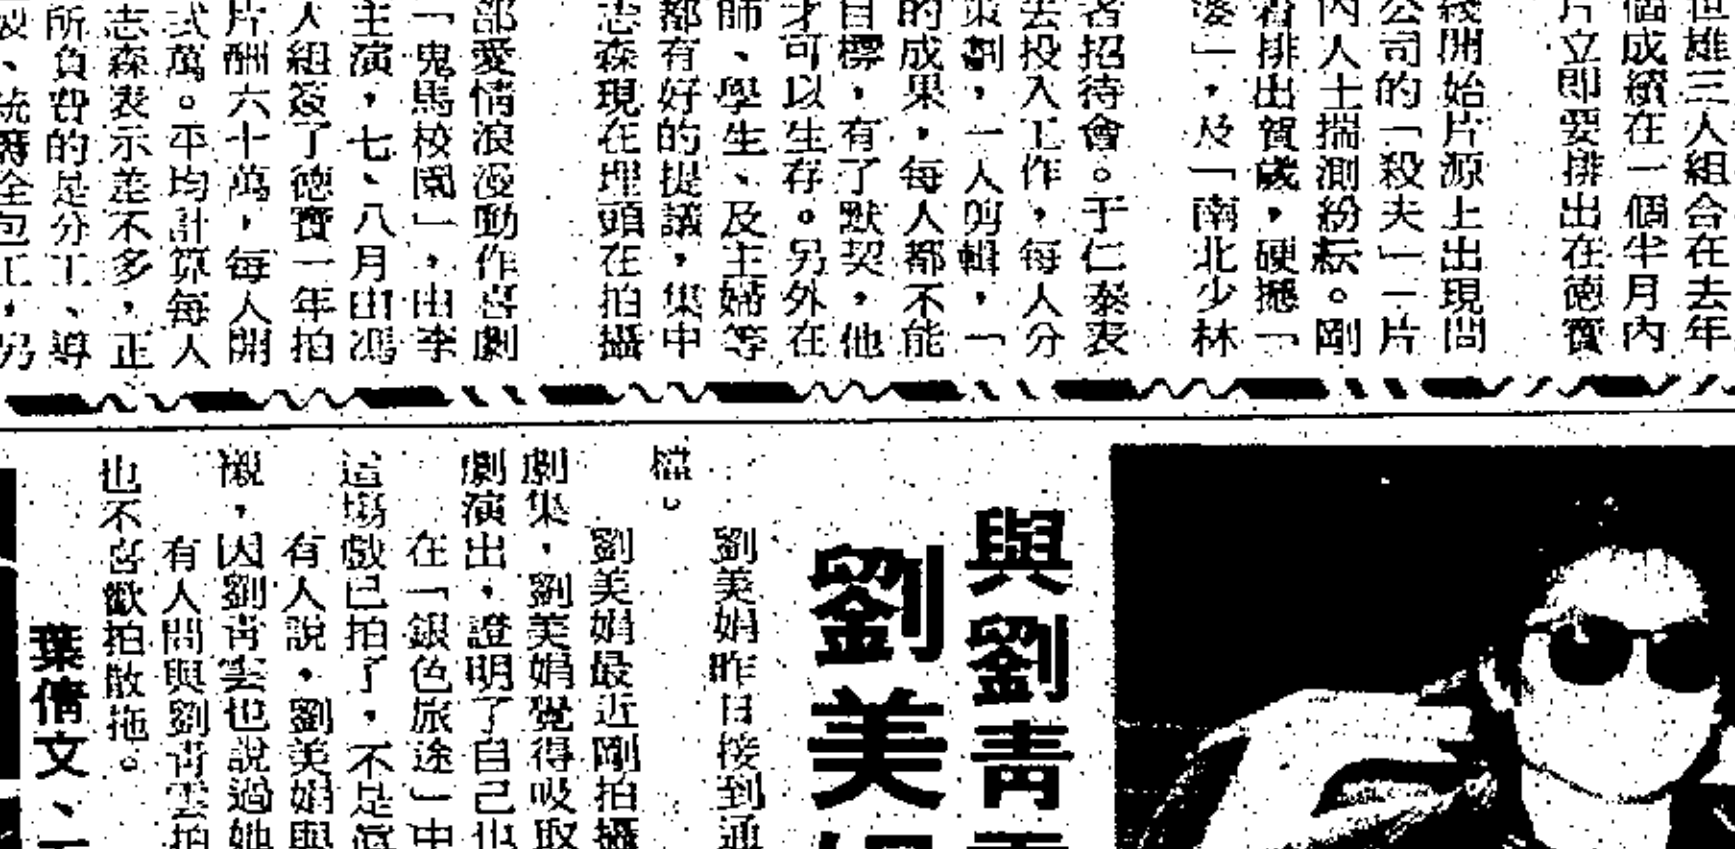 世雄三人組合在去年
個成績在一個半月內
片立即要排出在德寶
綫開始片源上出現問
公司的「殺夫」一片
內人士揣測紛紜。剛
看排出賀歲，硬撼「
婆」，及「南北少林
者招待會。于仁泰表
去投入工作，每人分
策劃，一人剪輯，一
的成果，每人都不能
目標，有了默契，他
才可以生存。另外在
師、學生、及主婦等
都有好的提議，集中
志森現在埋頭在拍攝
部愛情浪漫動作喜劇
「鬼馬校園」，由李
主演，七、八月由馮
人組簽了德寶一年拍
片酬六十萬，每人開
式萬。平均計算每人
志森表示差不多，正
所負費的是分工、導
、統籌全包工，另
與劉青
劉美
劉美娟昨日接到通
檔。
劉美娟最近剛拍攝
劇集，劉美娟覺得吸取
劇演出，證明了自己也
在「銀色旅途」中
這場戲已拍了，不是真
有人說，劉美娟與
襯，因劉青雲也說過她
有人問與劉青雲拍
也不喜歡拍散拖。
葉倩文、